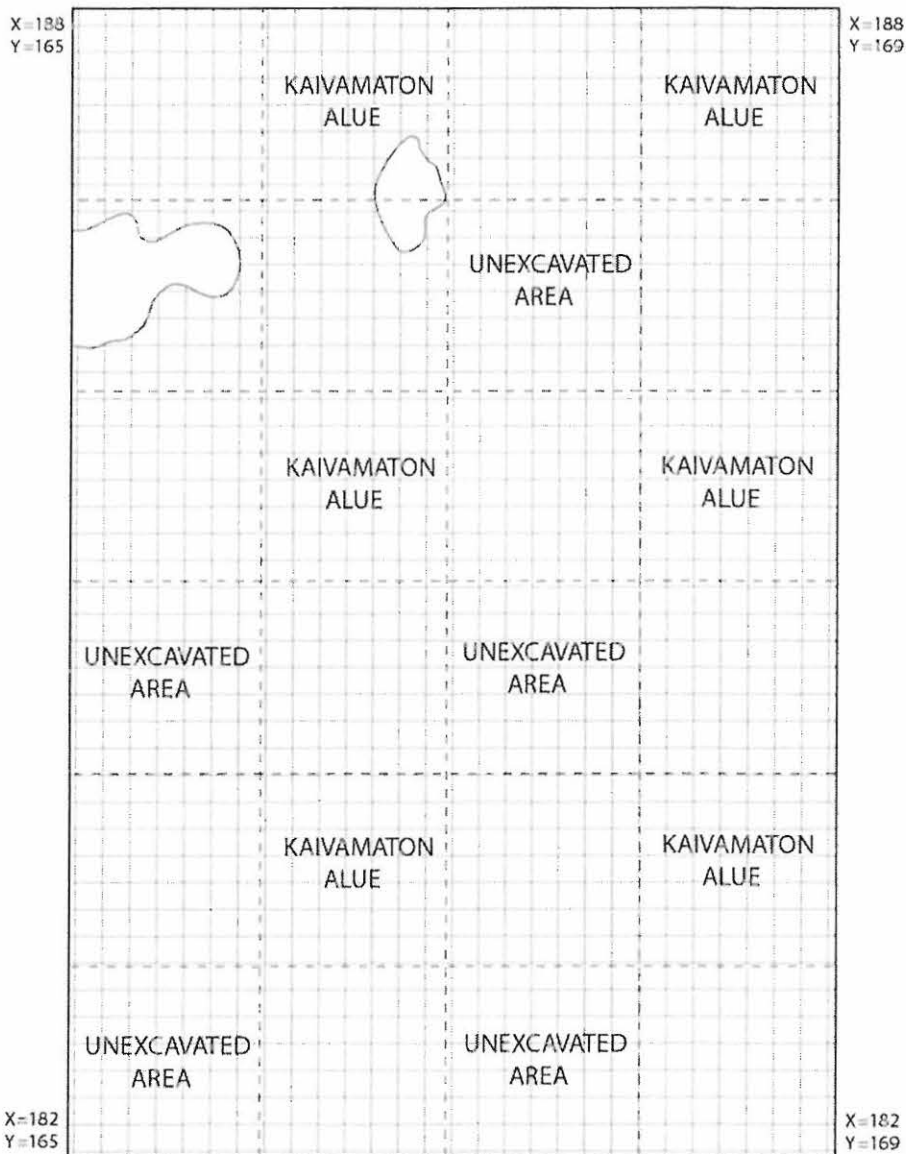 X=188
Y=165
X=188
Y=169
KAIVAMATON
ALUE
KAIVAMATON
ALUE
UNEXCAVATED
AREA
KAIVAMATON
ALUE
KAIVAMATON
ALUE
UNEXCAVATED
AREA
UNEXCAVATED
AREA
KAIVAMATON
ALUE
KAIVAMATON
ALUE
UNEXCAVATED
AREA
UNEXCAVATED
AREA
X=182
Y=165
X=182
Y=169